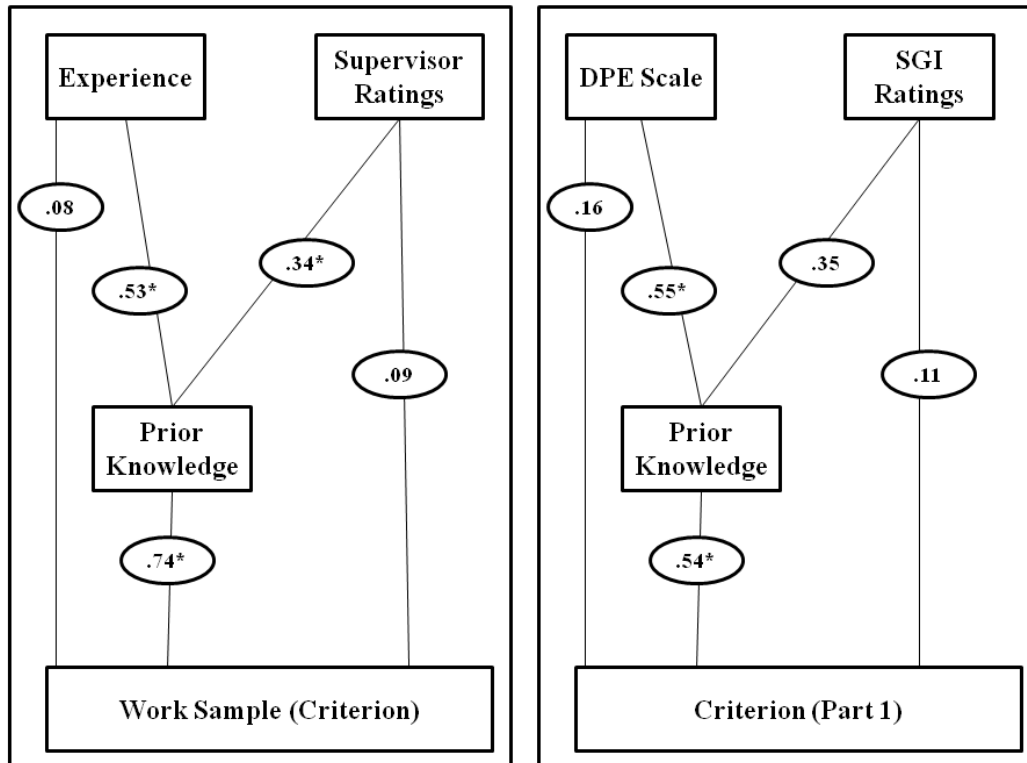 Experience
Supervisor
Ratings
.08
.34*
.53*
.09
Prior
Knowledge
.74*
Work Sample (Criterion)
DPE Scale
SGI
Ratings
.16
.35
.55*
.11
Prior
Knowledge
.54*
Criterion (Part 1)